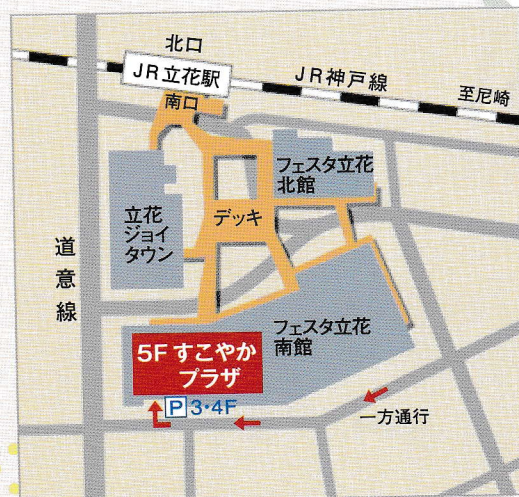 北口
JR立花駅
南口
JR神戸線
至尼崎
フェスタ立花
北館
立花
ジョイ
タウン
デッキ
道意線
フェスタ立花
南館
5Fすこやか
プラザ
P3・4F
一方通行